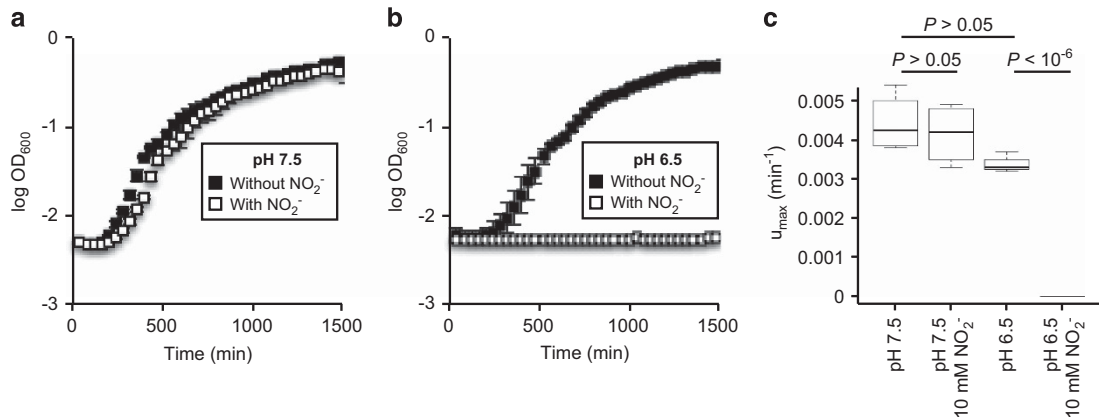 a
0
-1
-2
-3
log OD600
0
500
1000
1500
Time (min)
pH 7.5
Without NO2-
With NO2-
b
0
-1
-2
-3
log OD600
0
500
1000
1500
Time (min)
pH 6.5
Without NO2-
With NO2-
c
P > 0.05
P > 0.05
P < 10-6
0.005
0.004
0.003
0.002
0.001
0
umax (min-1)
pH 7.5
pH 7.5
10 mM NO2-
pH 6.5
pH 6.5
10 mM NO2-